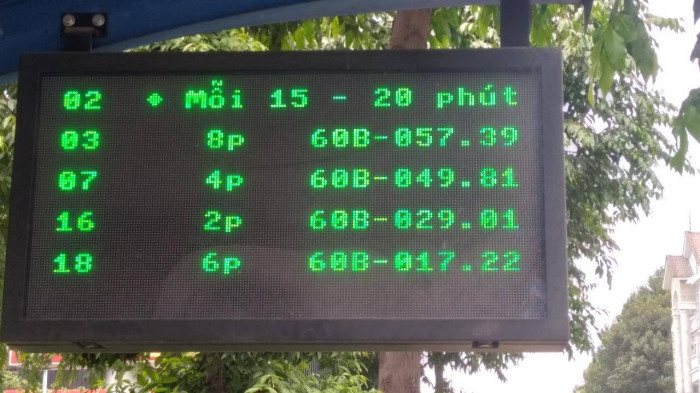 02 Mỗi 15 - 20 phút
03 8p 60B-057.39
07 4p 60B-049.81
16 2p 60B-029.01
18 6p 60B-017.22